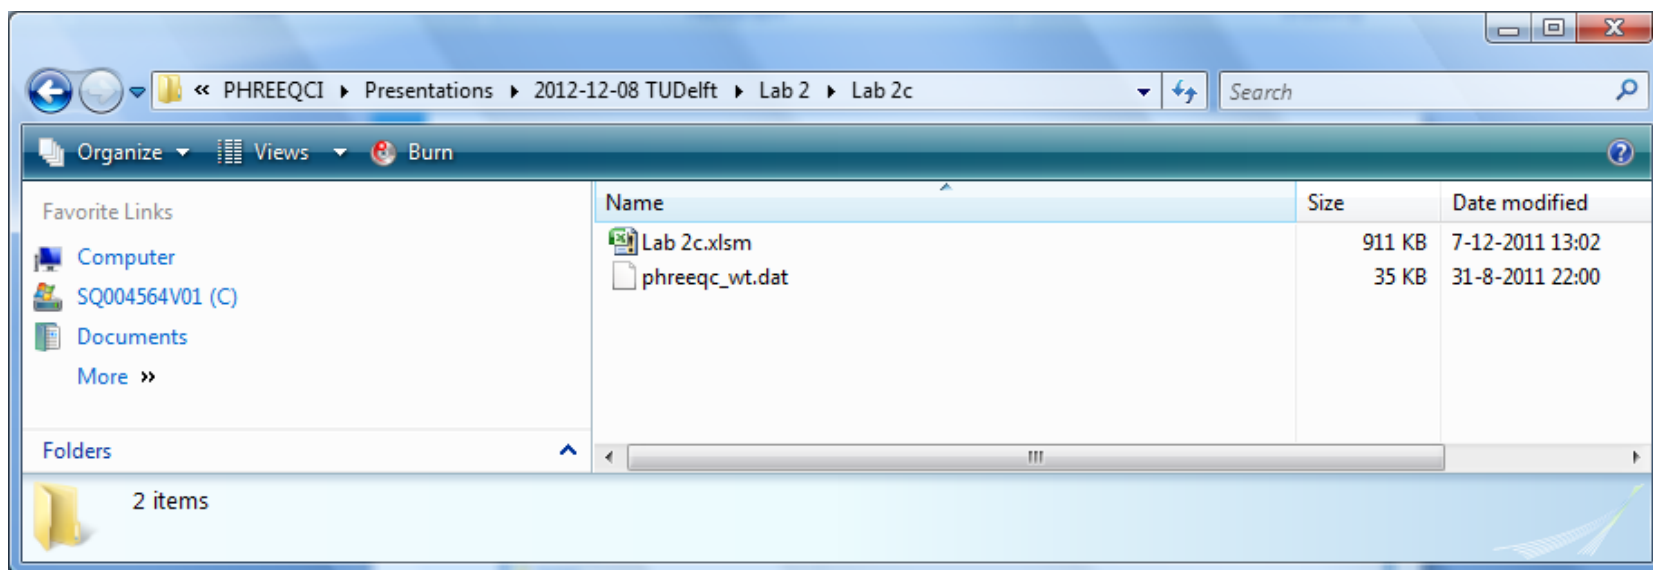 « PHREEQCI ▸ Presentations ▸ 2012-12-08 TUDelft ▸ Lab 2 ▸ Lab 2c
Search
Organize Views Burn
Favorite Links
Computer
SQ004564V01 (C)
Documents
More »
Folders
Name Size Date modified
Lab 2c.xlsm 911 KB 7-12-2011 13:02
phreeqc_wt.dat 35 KB 31-8-2011 22:00
2 items